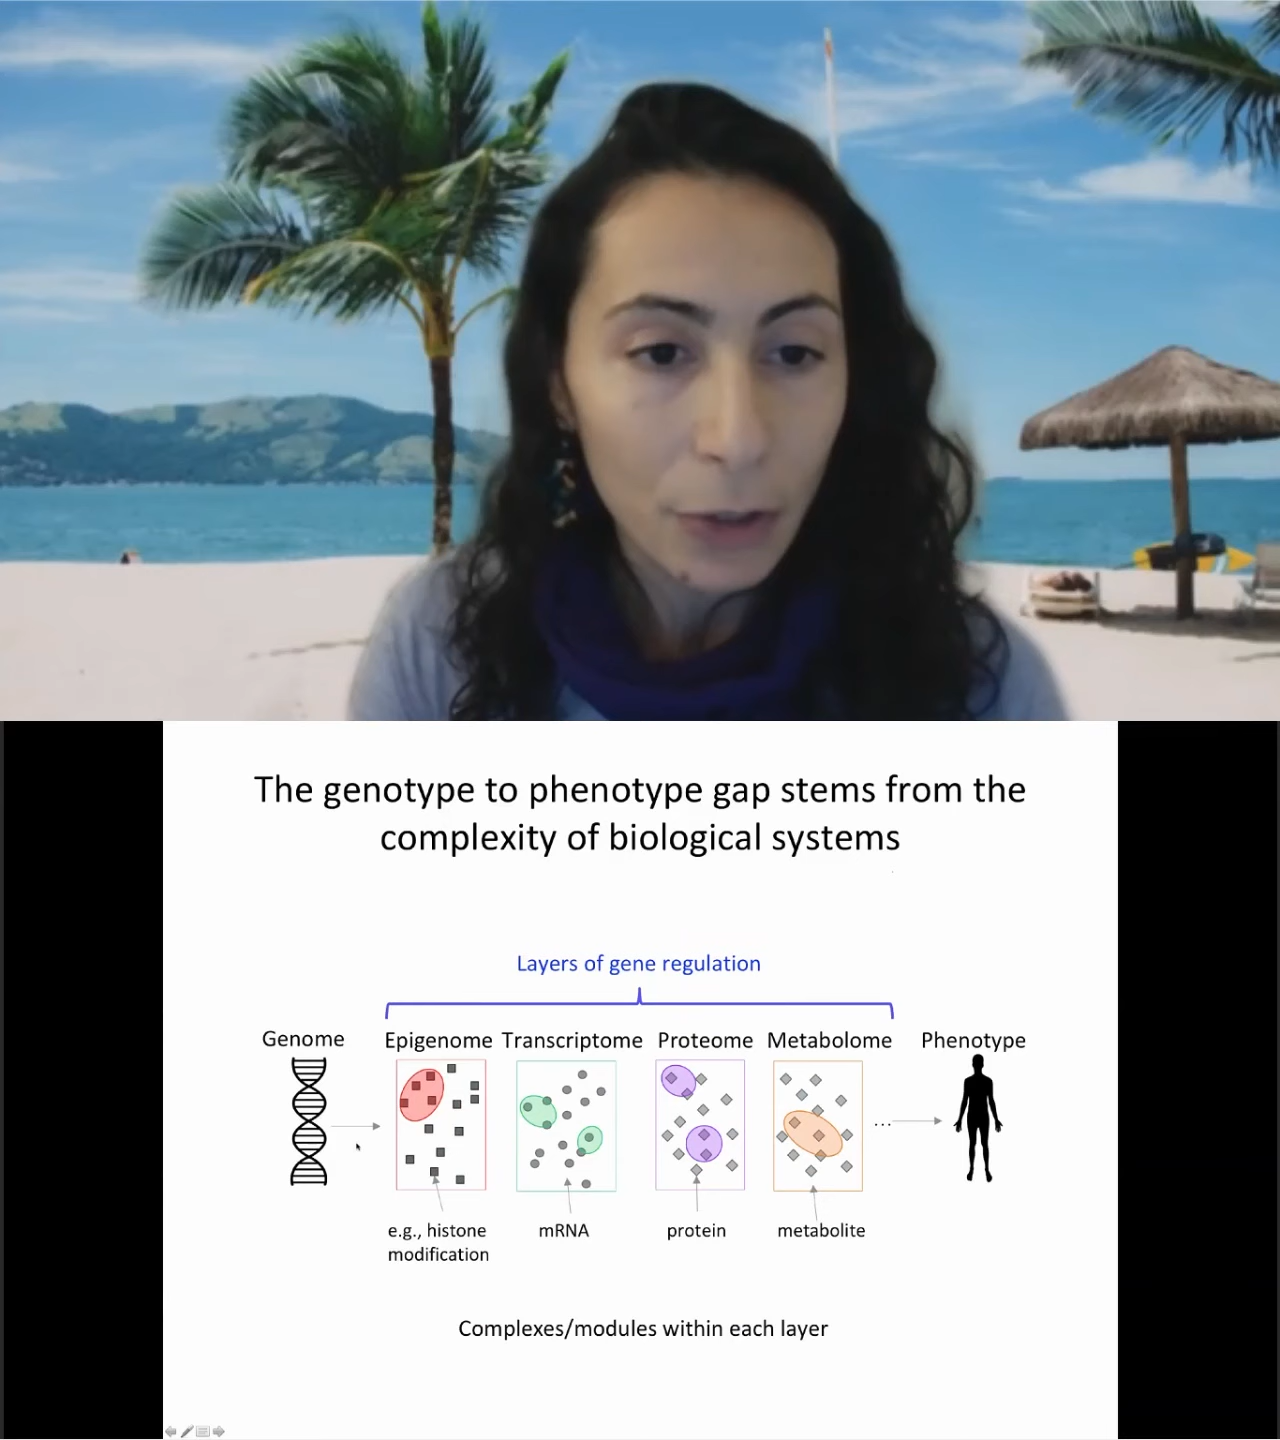 The genotype to phenotype gap stems from the
complexity of biological systems
Layers of gene regulation
Genome
Epigenome
Transcriptome
Proteome
Metabolome
Phenotype
...
e.g., histone
modification
mRNA
protein
metabolite
Complexes/modules within each layer